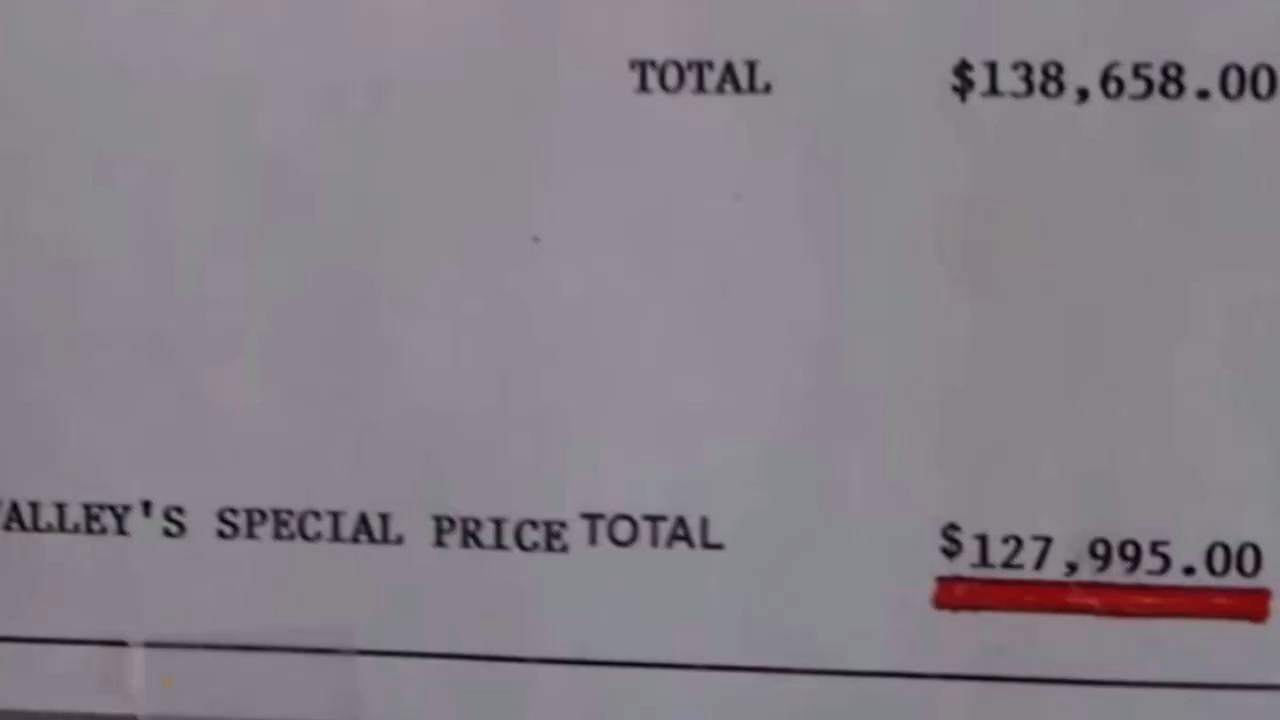 TOTAL $138,658.00
ALLEY'S SPECIAL PRICE TOTAL $127,995.00